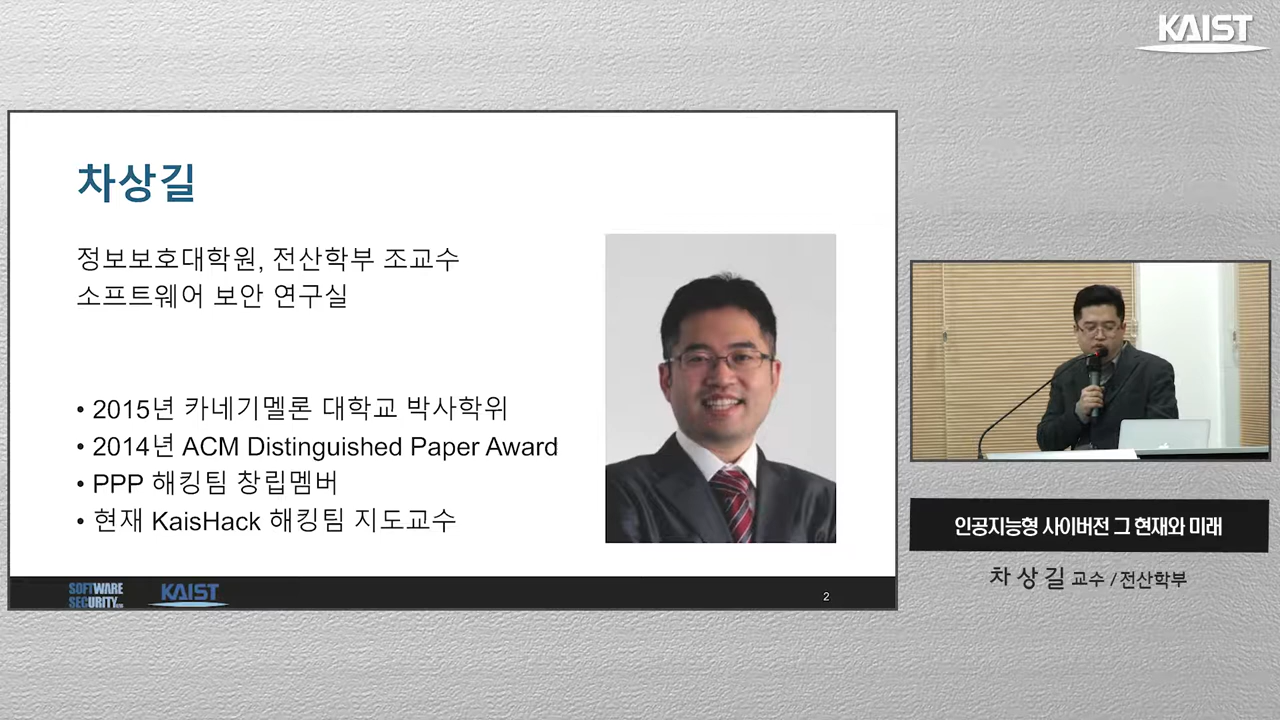 KAIST
차상길
정보보호대학원, 전산학부 조교수
소프트웨어 보안 연구실
• 2015년 카네기멜론 대학교 박사학위
• 2014년 ACM Distinguished Paper Award
• PPP 해킹팀 창립멤버
• 현재 KaisHack 해킹팀 지도교수
SOFTWARE
SECURITY
KAIST
2
인공지능형 사이버전 그 현재와 미래
차 상 길 교수 / 전산학부